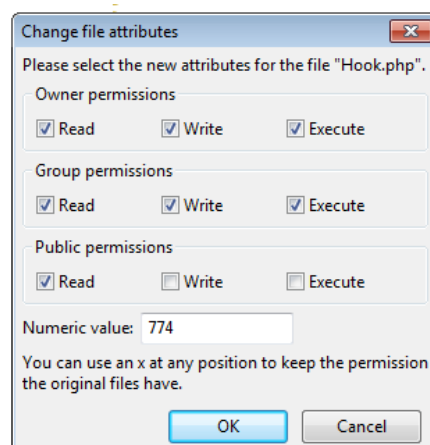 Change file attributes
Please select the new attributes for the file "Hook.php".
Owner permissions
Read Write Execute
Group permissions
Read Write Execute
Public permissions
Read Write Execute
Numeric value: 774
You can use an x at any position to keep the permission
the original files have.
OK Cancel